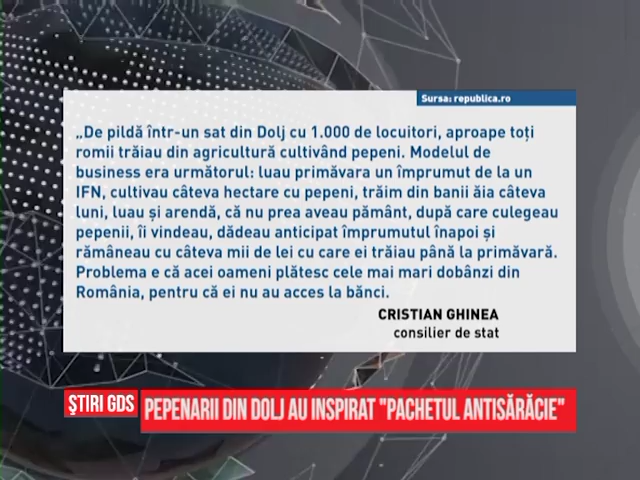 Sursa: republica.ro
„De pildă într-un sat din Dolj cu 1.000 de locuitori, aproape toți
romii trăiau din agricultură cultivând pepeni. Modelul de
business era următorul: luau primăvara un împrumut de la un
IFN, cultivau câteva hectare cu pepeni, trăim din banii ăia câteva
luni, luau și arendă, că nu prea aveau pământ, după care culegeau
pepenii, îi vindeau, dădeau anticipat împrumutul înapoi și
rămâneau cu câteva mii de lei cu care ei trăiau până la primăvară.
Problema e că acei oameni plătesc cele mai mari dobânzi din
România, pentru că ei nu au acces la bănci.
CRISTIAN GHINEA
consilier de stat
ŞTIRI GDS
PEPENARII DIN DOLJ AU INSPIRAT "PACHETUL ANTISĂRĂCIE"